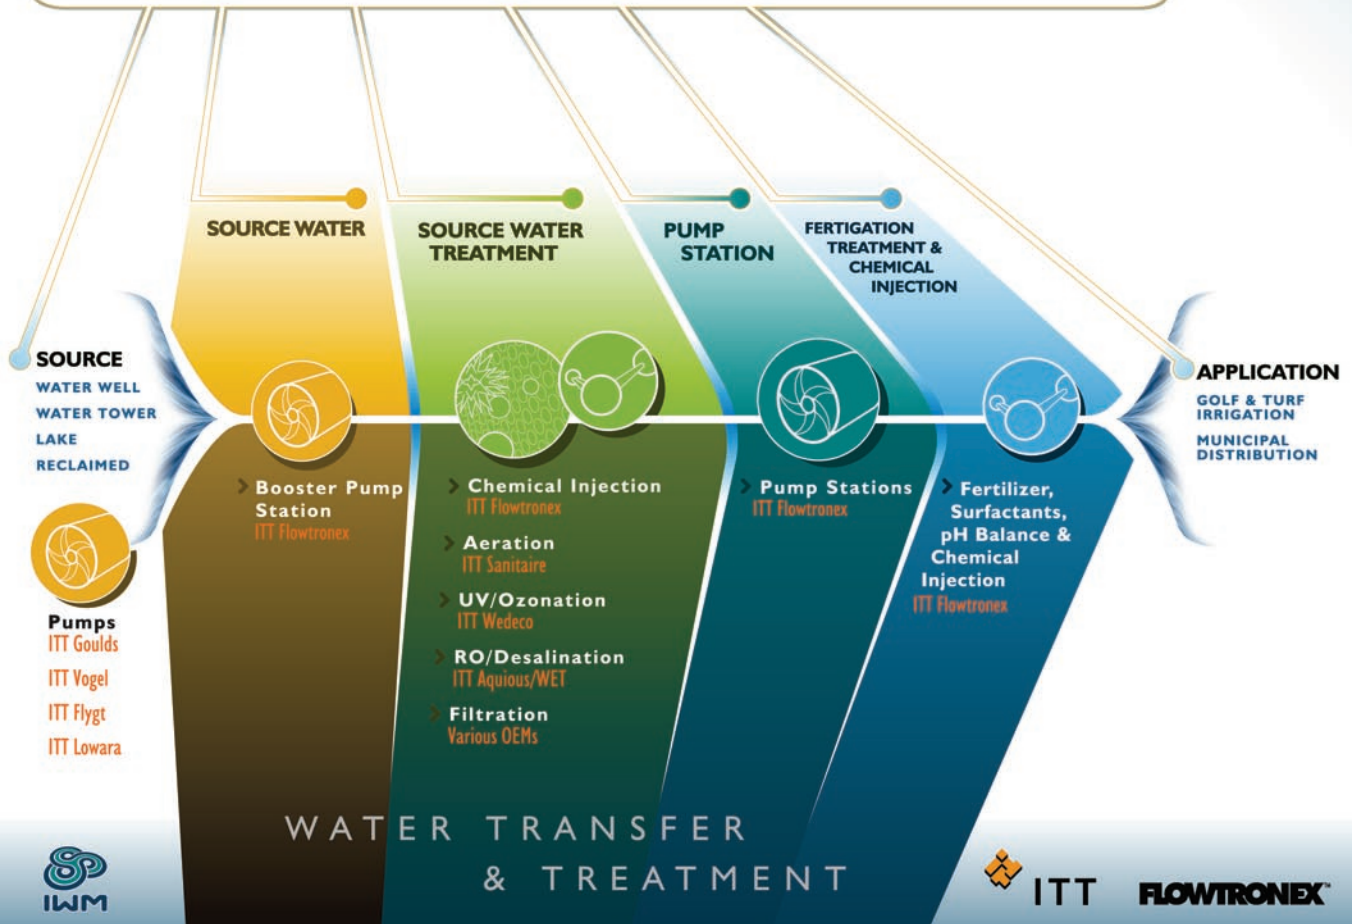 SOURCE WATER
SOURCE WATER
TREATMENT
PUMP
STATION
FERTIGATION
TREATMENT &
CHEMICAL
INJECTION
SOURCE
WATER WELL
WATER TOWER
LAKE
RECLAIMED
APPLICATION
GOLF & TURF
IRRIGATION
MUNICIPAL
DISTRIBUTION
Pumps
ITT Goulds
ITT Vogel
ITT Flygt
ITT Lowara
Booster Pump
Station
ITT Flowtronex
Chemical Injection
ITT Flowtronex
Aeration
ITT Sanitaire
UV/Ozonation
ITT Wedeco
RO/Desalination
ITT Aquious/WET
Filtration
Various OEMs
Pump Stations
ITT Flowtronex
Fertilizer,
Surfactants,
pH Balance &
Chemical
Injection
ITT Flowtronex
WATER TRANSFER
& TREATMENT
IWM
ITT
FLOWTRONEX™